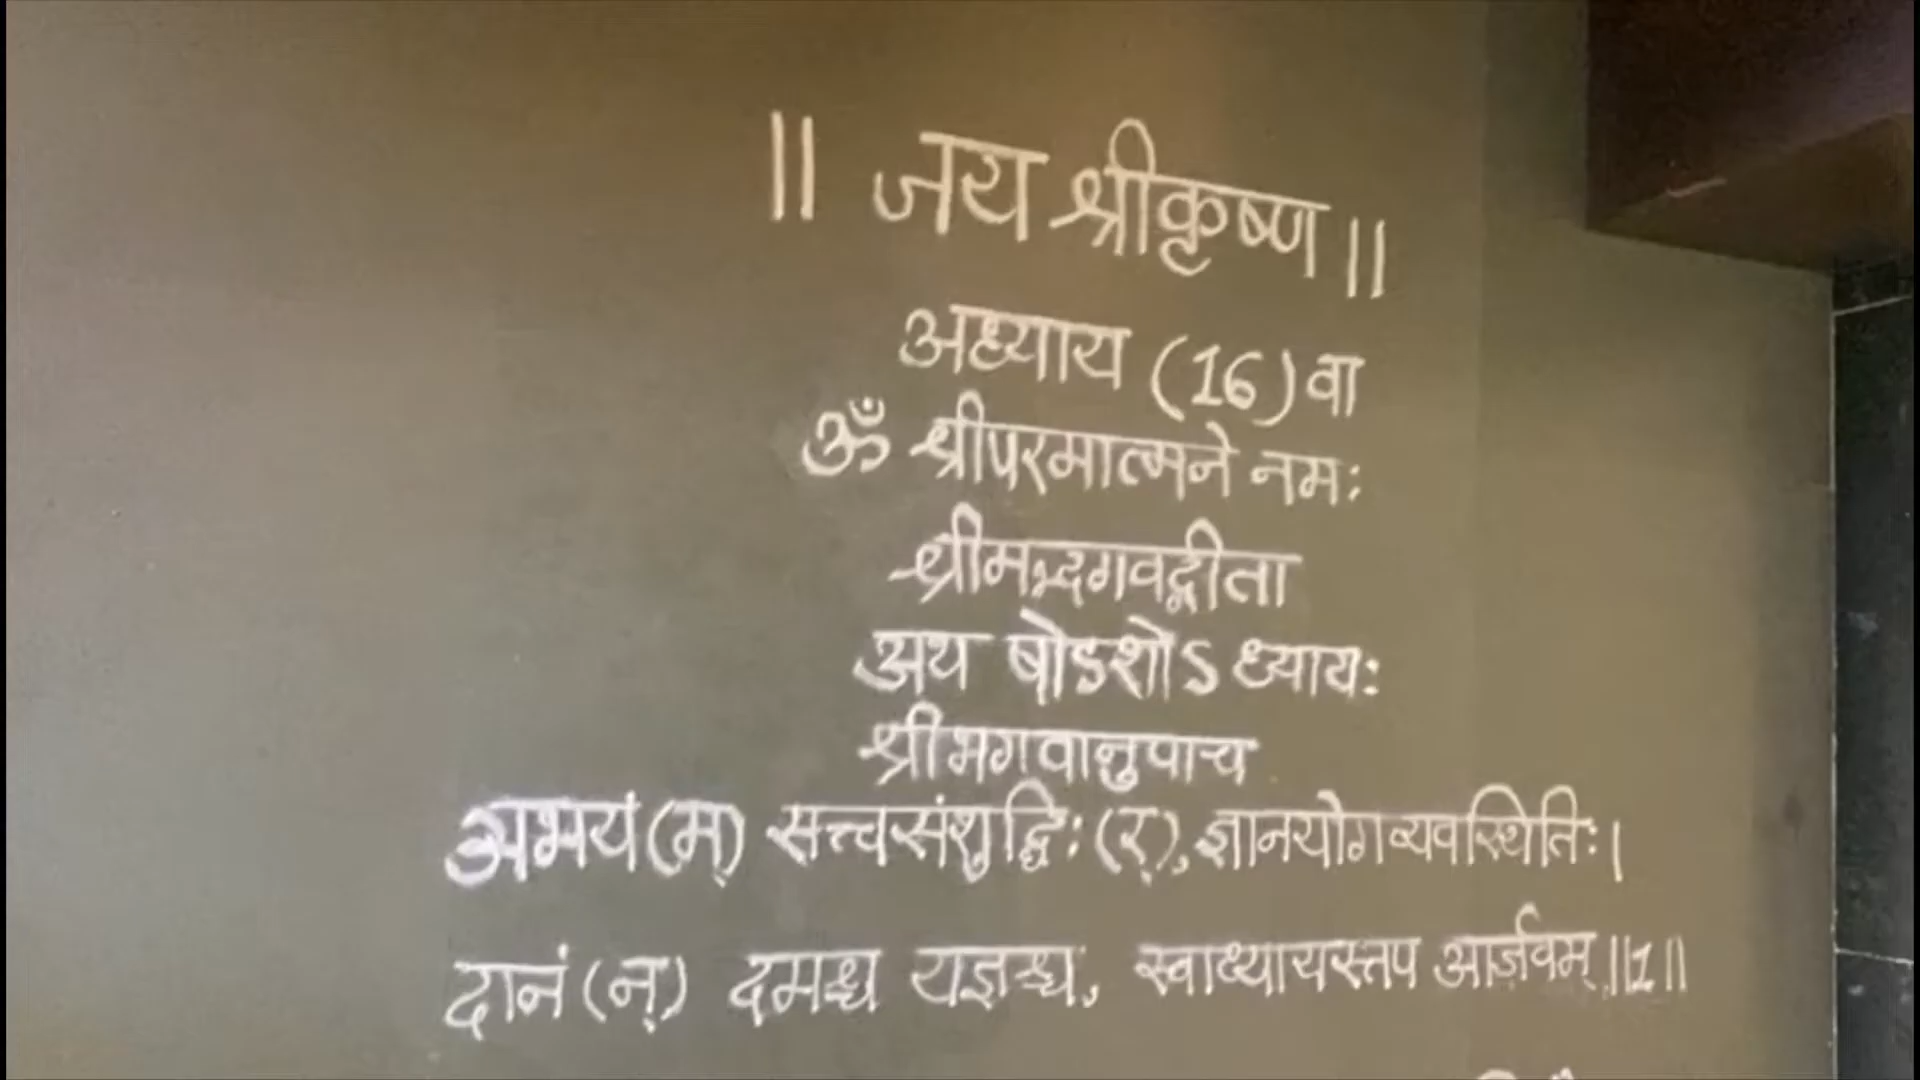 || जय श्रीकृष्ण ||
अध्याय (16) वा
ॐ श्रीपरमात्मने नमः
श्रीमद्भगवद्गीता
अथ षोडशोऽध्यायः
श्रीभगवानुवाच
अभयं(म्) सत्त्वसंशुद्धिः(र्), ज्ञानयोगव्यवस्थितिः |
दानं(न्) दमश्च यज्ञश्च, स्वाध्यायस्तप आर्जवम् ||1||